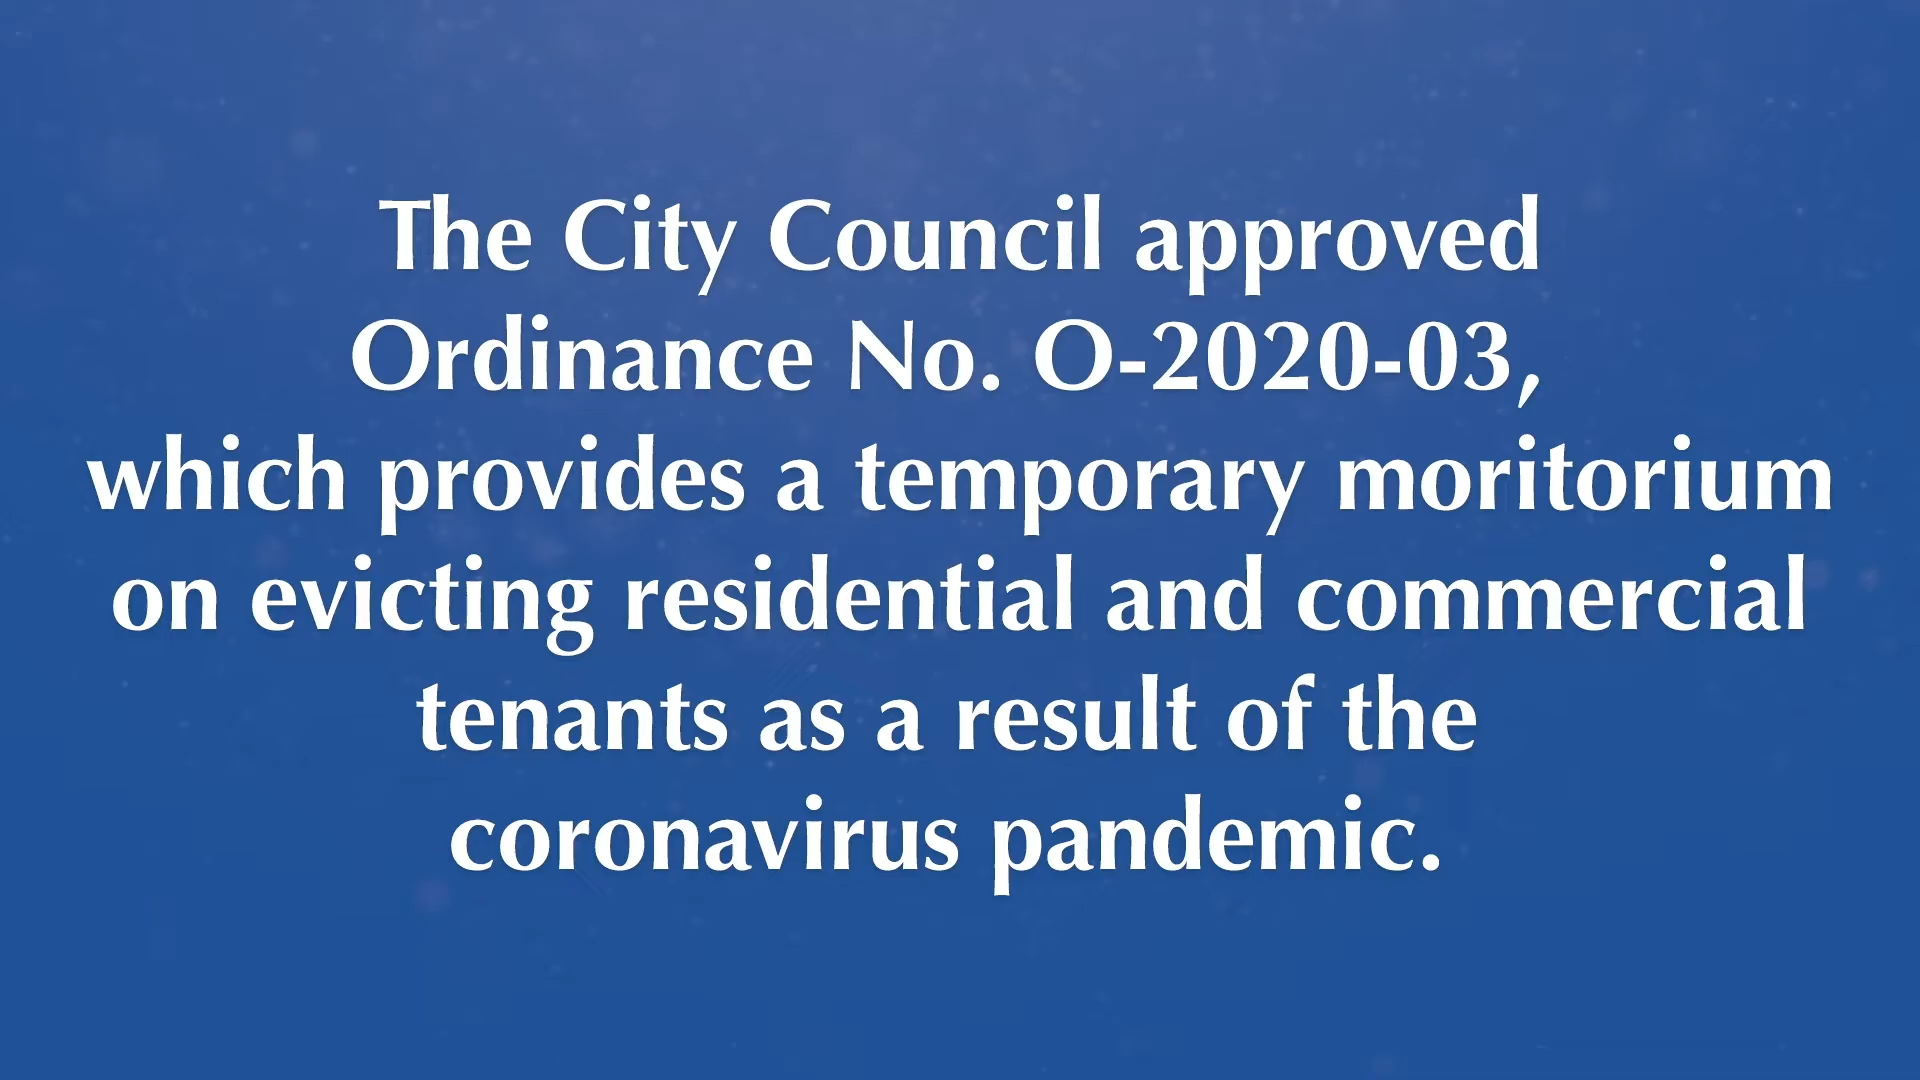 The City Council approved
Ordinance No. O-2020-03,
which provides a temporary moritorium
on evicting residential and commercial
tenants as a result of the
coronavirus pandemic.